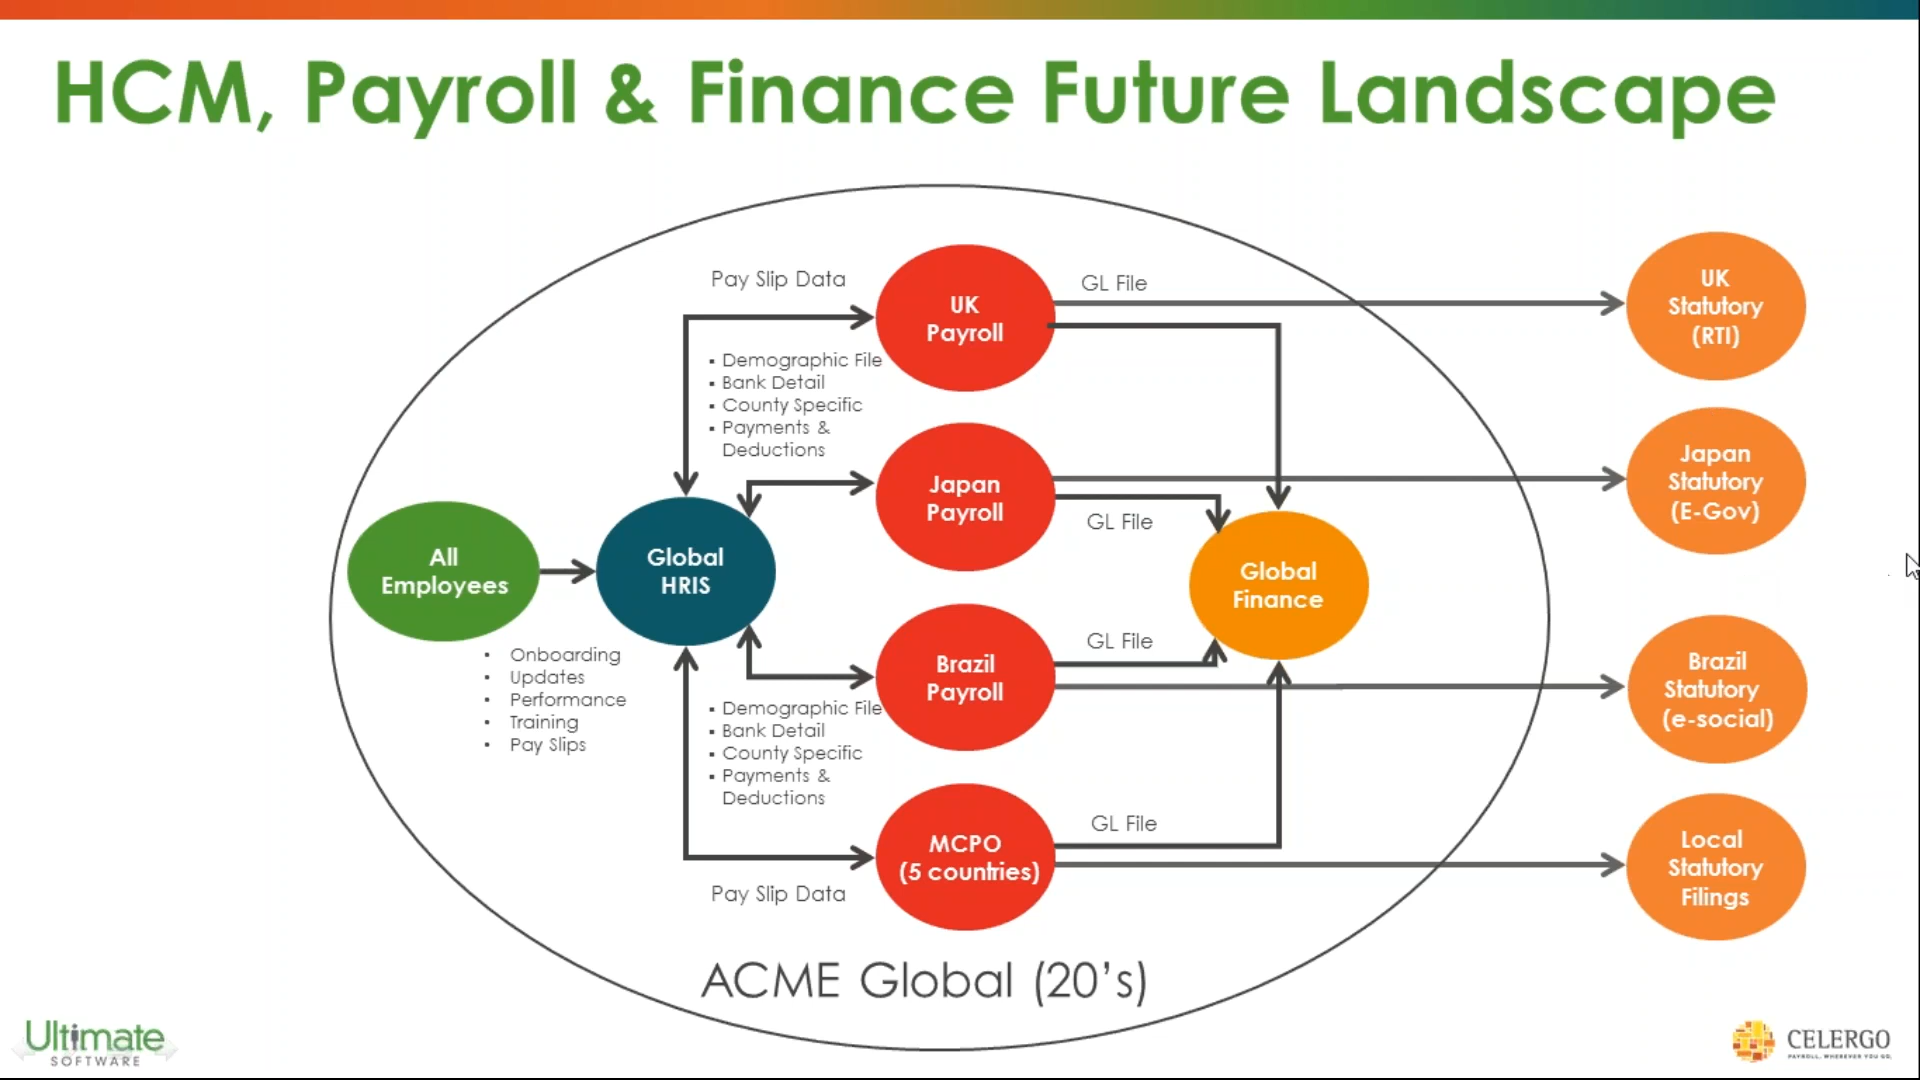 HCM, Payroll & Finance Future Landscape
Pay Slip Data
UK
Payroll
GL File
UK
Statutory
(RTI)
▪ Demographic File
▪ Bank Detail
▪ County Specific
▪ Payments &
Deductions
Japan
Payroll
GL File
Japan
Statutory
(E-Gov)
All
Employees
Global
HRIS
Global
Finance
• Onboarding
• Updates
• Performance
• Training
• Pay Slips
Brazil
Payroll
GL File
Brazil
Statutory
(e-social)
▪ Demographic File
▪ Bank Detail
▪ County Specific
▪ Payments &
Deductions
MCPO
(5 countries)
GL File
Local
Statutory
Filings
Pay Slip Data
ACME Global (20's)
Ultimate
SOFTWARE
CELERGO
PAYROLL. WHEREVER YOU GO.